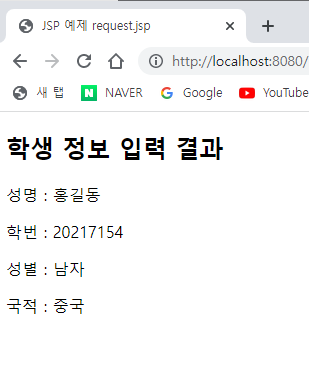 JSP 예제 request.jsp
http://localhost:8080/
새 탭 NAVER Google YouTube
학생 정보 입력 결과
성명 : 홍길동
학번 : 20217154
성별 : 남자
국적 : 중국